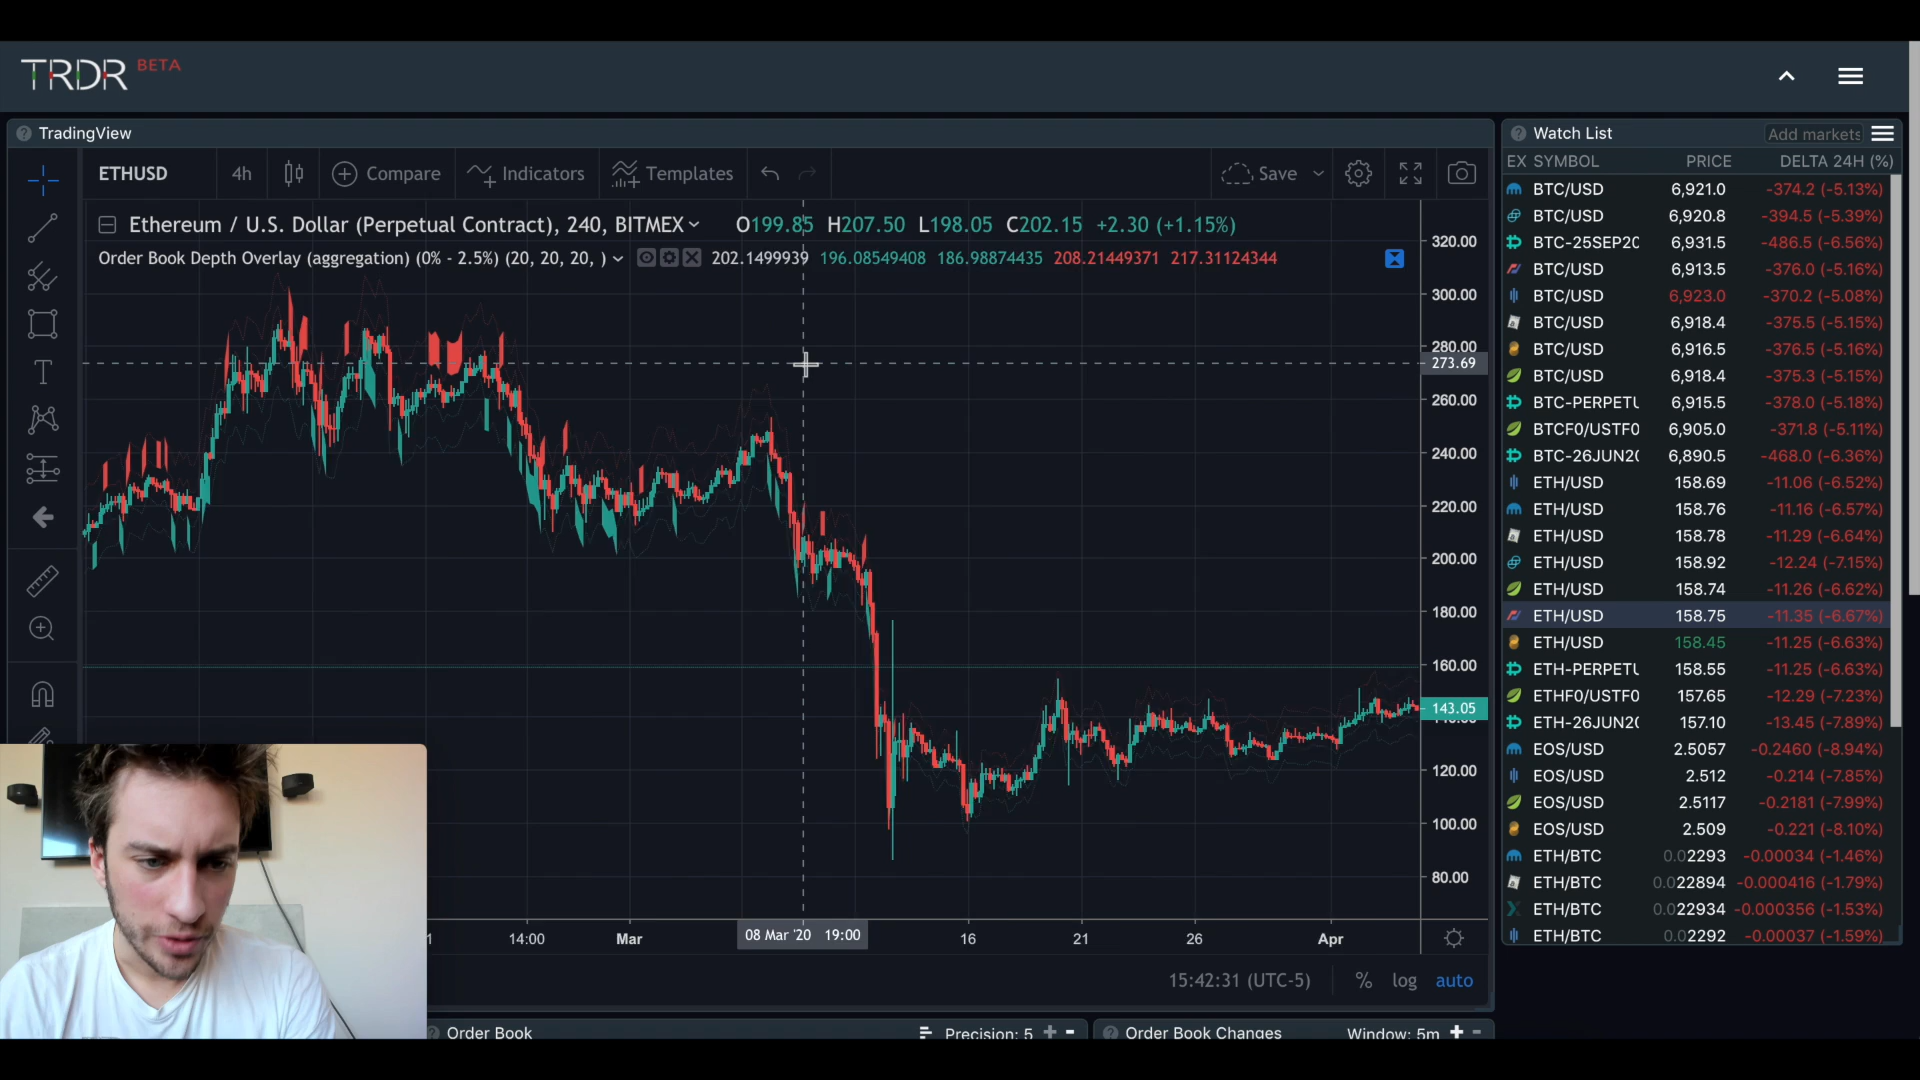 TRDR BETA
TradingView
ETHUSD 4h Compare Indicators Templates Save
Ethereum / U.S. Dollar (Perpetual Contract), 240, BITMEX O199.85 H207.50 L198.05 C202.15 +2.30 (+1.15%)
Order Book Depth Overlay (aggregation) (0% - 2.5%) (20, 20, 20, ) 202.1499939 196.08549408 186.98874435 208.21449371 217.31124344
320.00
300.00
280.00
273.69
260.00
240.00
220.00
200.00
180.00
160.00
143.05
120.00
100.00
80.00
1 14:00 Mar 08 Mar '20 19:00 16 21 26 Apr
15:42:31 (UTC-5) % log auto
Order Book Precision: 5 + -
Order Book Changes Window: 5m + -
Watch List Add markets
EX SYMBOL PRICE DELTA 24H (%)
BTC/USD 6,921.0 -374.2 (-5.13%)
BTC/USD 6,920.8 -394.5 (-5.39%)
BTC-25SEP20 6,931.5 -486.5 (-6.56%)
BTC/USD 6,913.5 -376.0 (-5.16%)
BTC/USD 6,923.0 -370.2 (-5.08%)
BTC/USD 6,918.4 -375.5 (-5.15%)
BTC/USD 6,916.5 -376.5 (-5.16%)
BTC/USD 6,918.4 -375.3 (-5.15%)
BTC-PERPETU 6,915.5 -378.0 (-5.18%)
BTCF0/USTF0 6,905.0 -371.8 (-5.11%)
BTC-26JUN20 6,890.5 -468.0 (-6.36%)
ETH/USD 158.69 -11.06 (-6.52%)
ETH/USD 158.76 -11.16 (-6.57%)
ETH/USD 158.78 -11.29 (-6.64%)
ETH/USD 158.92 -12.24 (-7.15%)
ETH/USD 158.74 -11.26 (-6.62%)
ETH/USD 158.75 -11.35 (-6.67%)
ETH/USD 158.45 -11.25 (-6.63%)
ETH-PERPETU 158.55 -11.25 (-6.63%)
ETHF0/USTF0 157.65 -12.29 (-7.23%)
ETH-26JUN20 157.10 -13.45 (-7.89%)
EOS/USD 2.5057 -0.2460 (-8.94%)
EOS/USD 2.512 -0.214 (-7.85%)
EOS/USD 2.5117 -0.2181 (-7.99%)
EOS/USD 2.509 -0.221 (-8.10%)
ETH/BTC 0.02293 -0.00034 (-1.46%)
ETH/BTC 0.022894 -0.000416 (-1.79%)
ETH/BTC 0.022934 -0.000356 (-1.53%)
ETH/BTC 0.02292 -0.00037 (-1.59%)